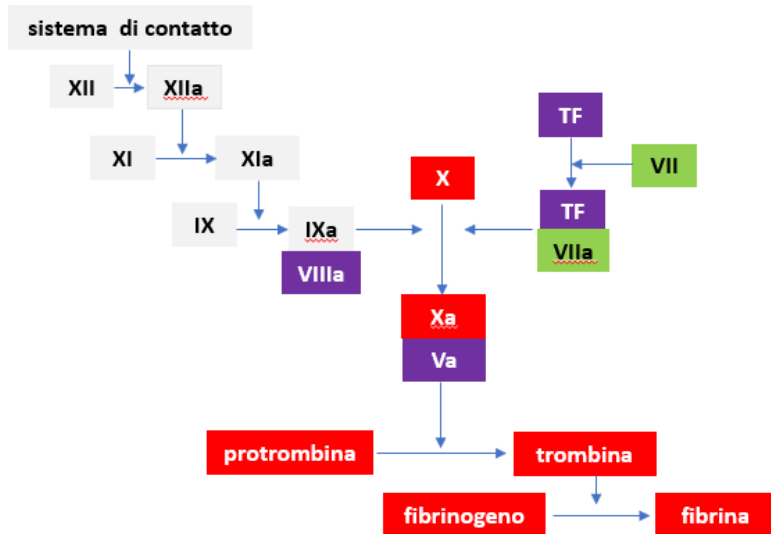 sistema di contatto
XII
XIIa
TF
XI
XIa
X
VII
IX
IXa
TF
VIIIa
VIIa
Xa
Va
protrombina
trombina
fibrinogeno
fibrina